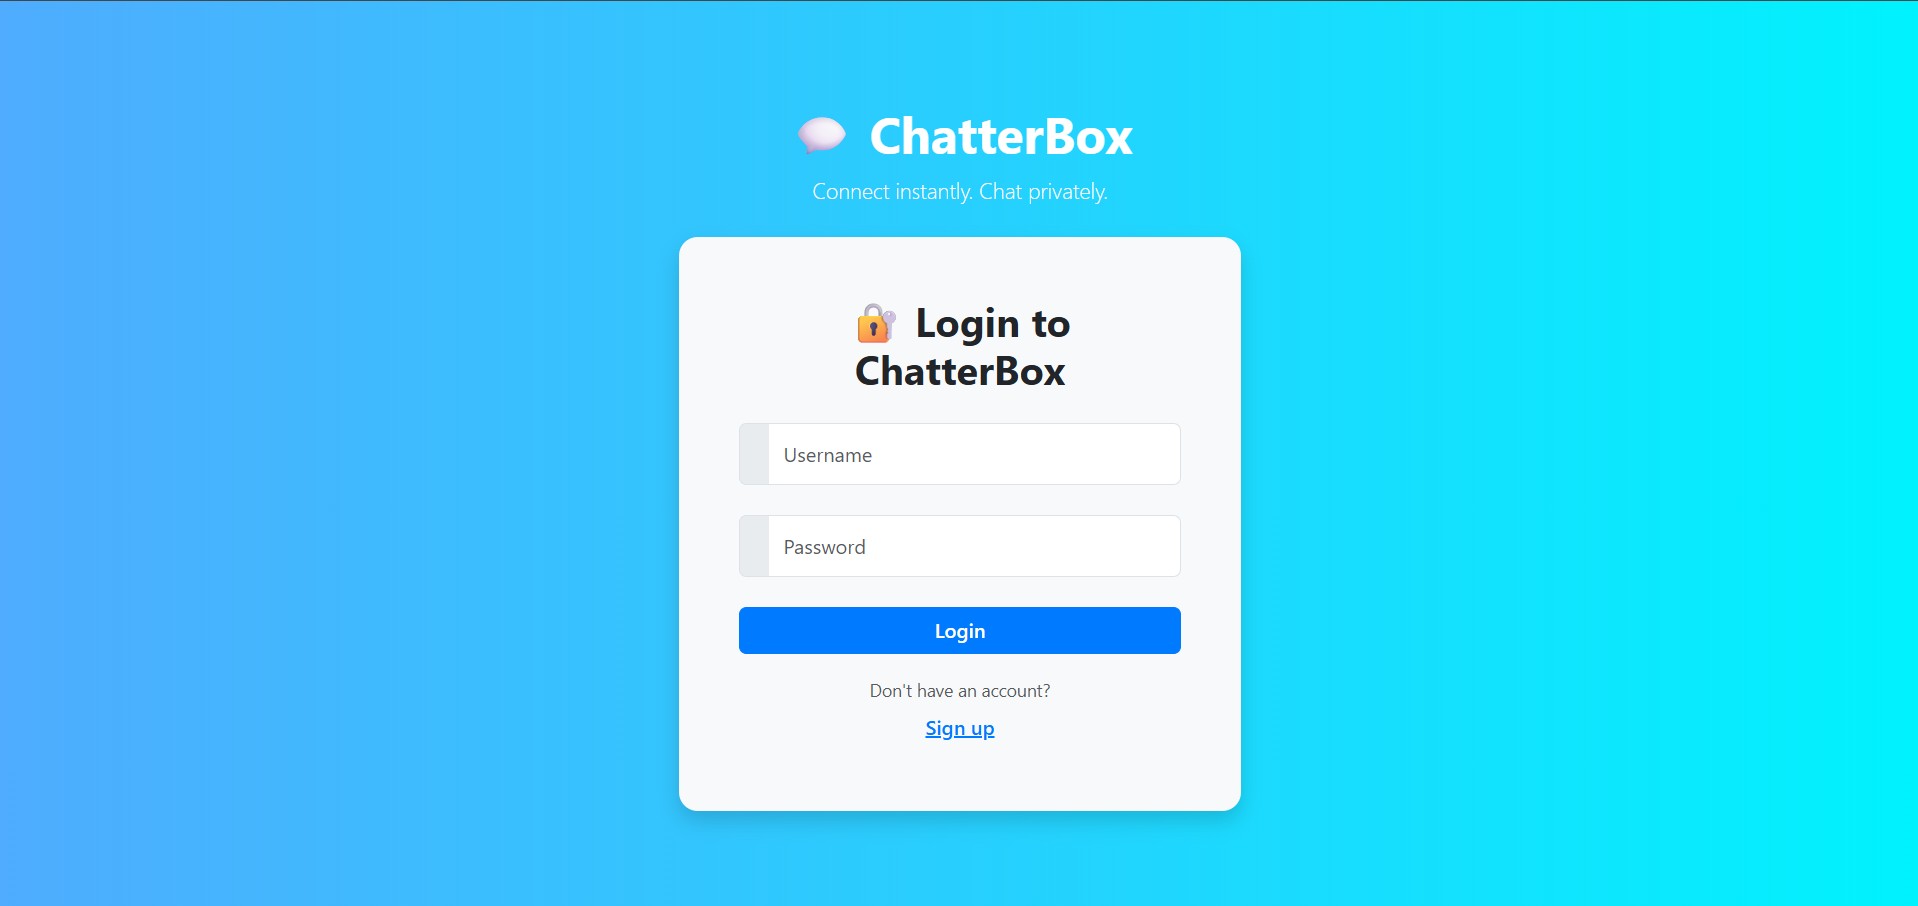 ChatterBox
Connect instantly. Chat privately.
Login to
ChatterBox
Username
Password
Login
Don't have an account?
Sign up